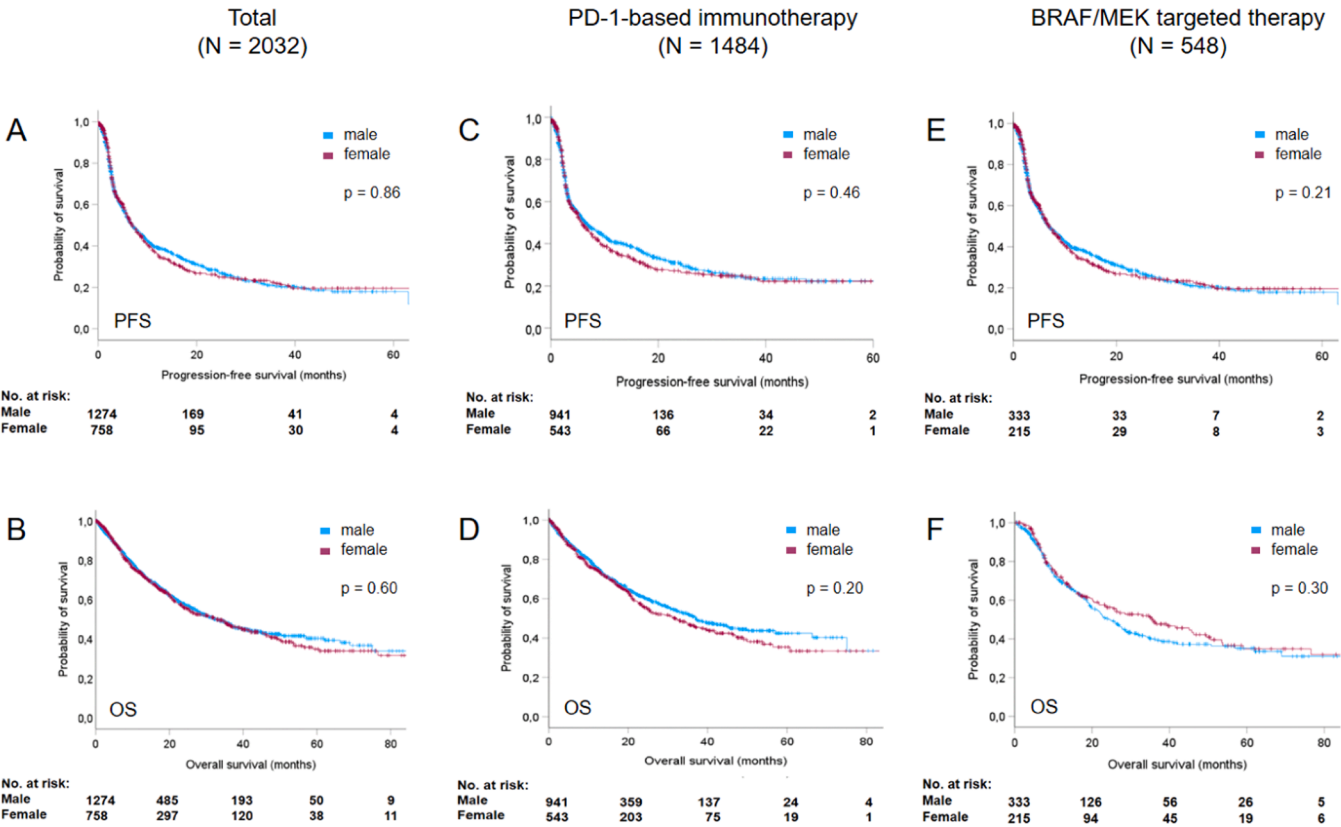 Total
(N = 2032)
PD-1-based immunotherapy
(N = 1484)
BRAF/MEK targeted therapy
(N = 548)
A
Probability of survival
1,0
0,8
0,6
0,4
0,2
0,0
male
female
p = 0.86
PFS
0 20 40 60
Progression-free survival (months)
No. at risk:
Male 1274 169 41 4
Female 758 95 30 4
C
Probability of survival
1,0
0,8
0,6
0,4
0,2
0,0
male
female
p = 0.46
PFS
0 20 40 60
Progression-free survival (months)
No. at risk:
Male 941 136 34 2
Female 543 66 22 1
E
Probability of survival
1,0
0,8
0,6
0,4
0,2
0,0
male
female
p = 0.21
PFS
0 20 40 60
Progression-free survival (months)
No. at risk:
Male 333 33 7 2
Female 215 29 8 3
B
Probability of survival
1,0
0,8
0,6
0,4
0,2
0,0
male
female
p = 0.60
OS
0 20 40 60 80
Overall survival (months)
No. at risk:
Male 1274 485 193 50 9
Female 758 297 120 38 11
D
Probability of survival
1,0
0,8
0,6
0,4
0,2
0,0
male
female
p = 0.20
OS
0 20 40 60 80
Overall survival (months)
No. at risk:
Male 941 359 137 24 4
Female 543 203 75 19 1
F
Probability of survival
1,0
0,8
0,6
0,4
0,2
0,0
male
female
p = 0.30
OS
0 20 40 60 80
Overall survival (months)
No. at risk:
Male 333 126 56 26 5
Female 215 94 45 19 6